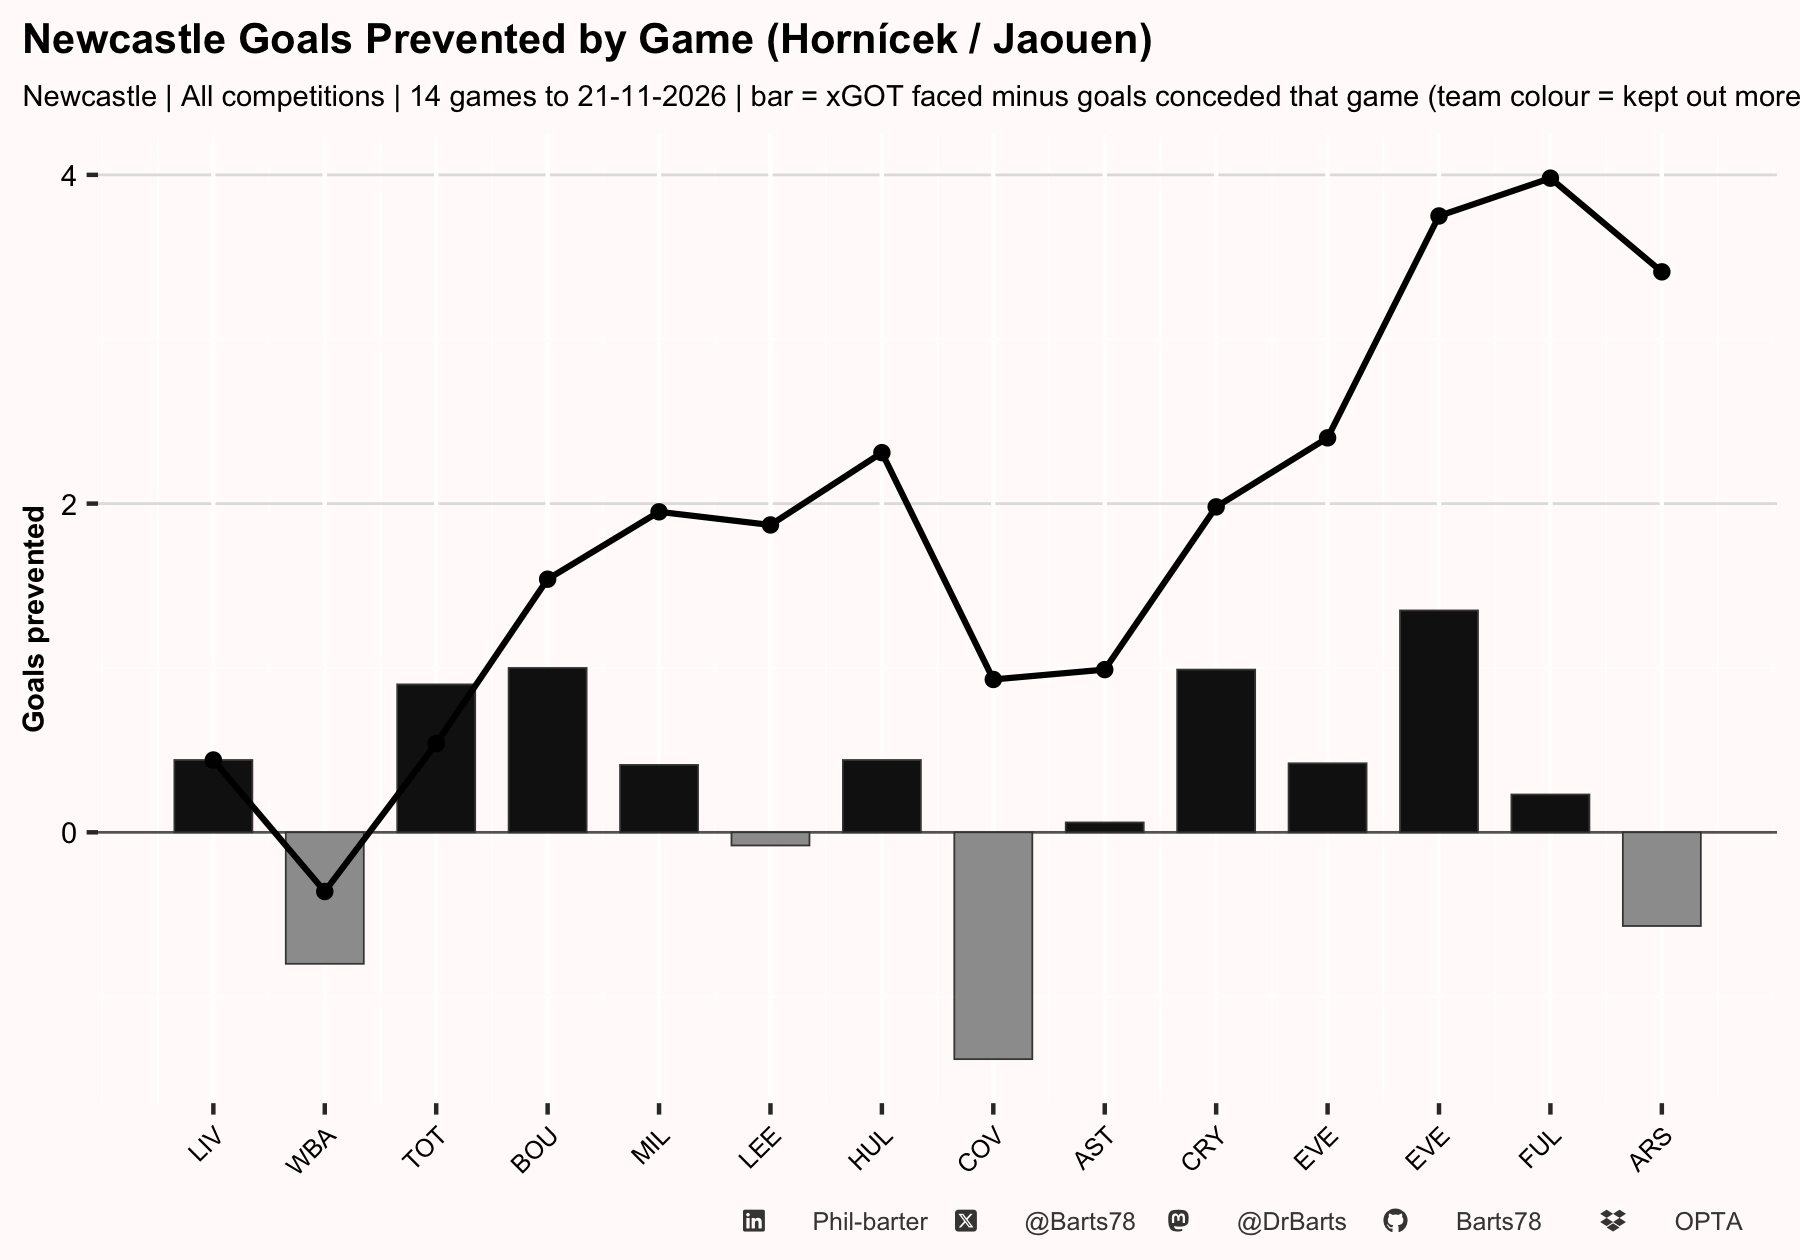 Newcastle Goals Prevented by Game (Hornícek / Jaouen)
Newcastle | All competitions | 14 games to 21-11-2026 | bar = xGOT faced minus goals conceded that game (team colour = kept out more
Goals prevented
4
2
0
LIV
WBA
TOT
BOU
MIL
LEE
HUL
COV
AST
CRY
EVE
EVE
FUL
ARS
Phil-barter @Barts78 @DrBarts Barts78 OPTA